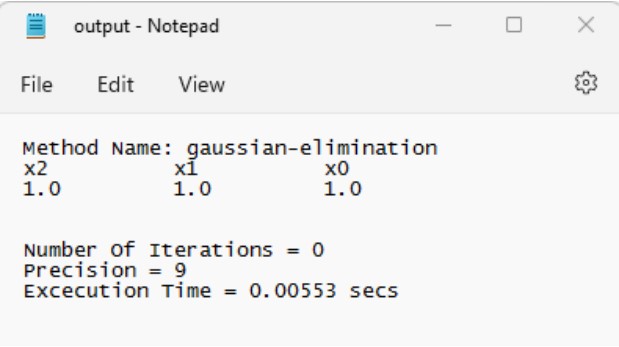 output - Notepad
File Edit View
Method Name: gaussian-elimination
x2 x1 x0
1.0 1.0 1.0
Number Of Iterations = 0
Precision = 9
Excecution Time = 0.00553 secs